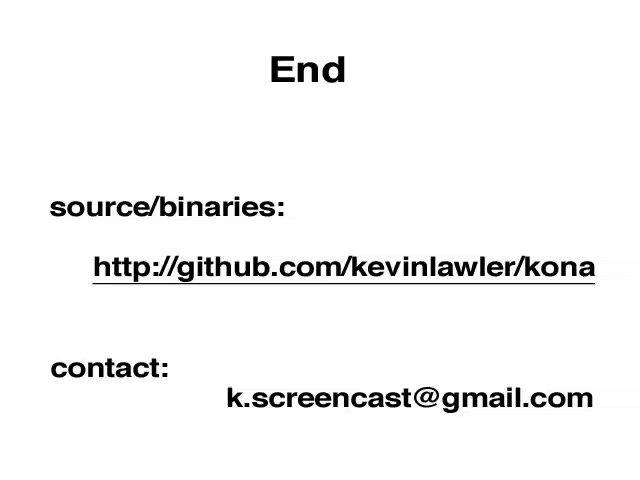 End
source/binaries:
http://github.com/kevinlawler/kona
contact:
k.screencast@gmail.com